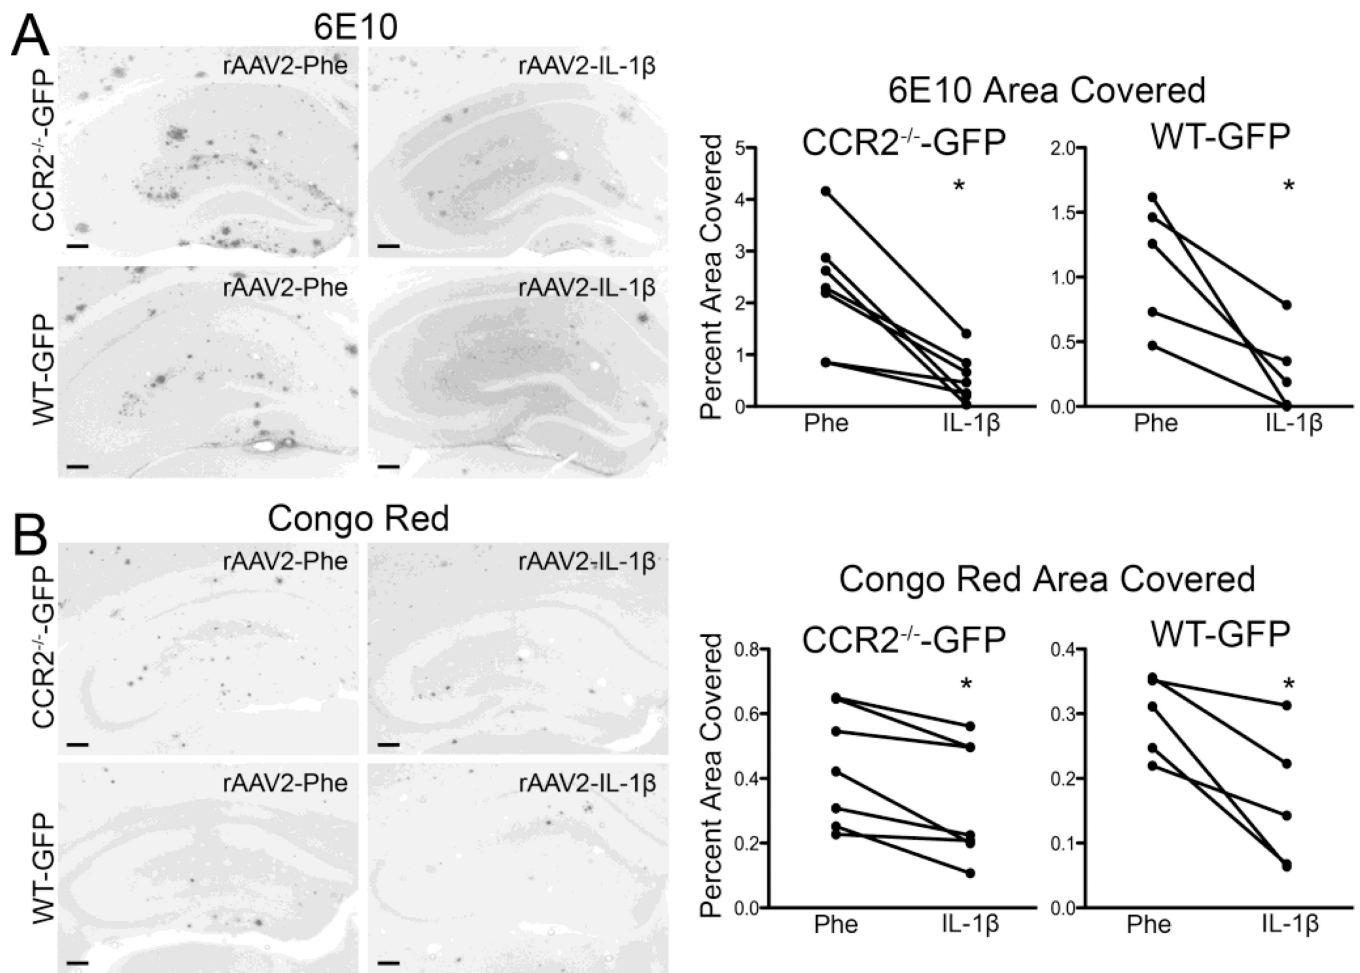 A
6E10
CCR2-/--GFP
rAAV2-Phe
rAAV2-IL-1β
WT-GFP
rAAV2-Phe
rAAV2-IL-1β
6E10 Area Covered
CCR2-/--GFP
WT-GFP
Percent Area Covered
5
4
3
2
1
0
*
Phe
IL-1β
2.0
1.5
1.0
0.5
0.0
*
Phe
IL-1β
B
Congo Red
CCR2-/--GFP
rAAV2-Phe
rAAV2-IL-1β
WT-GFP
rAAV2-Phe
rAAV2-IL-1β
Congo Red Area Covered
CCR2-/--GFP
WT-GFP
Percent Area Covered
0.8
0.6
0.4
0.2
0.0
*
Phe
IL-1β
0.4
0.3
0.2
0.1
0.0
*
Phe
IL-1β